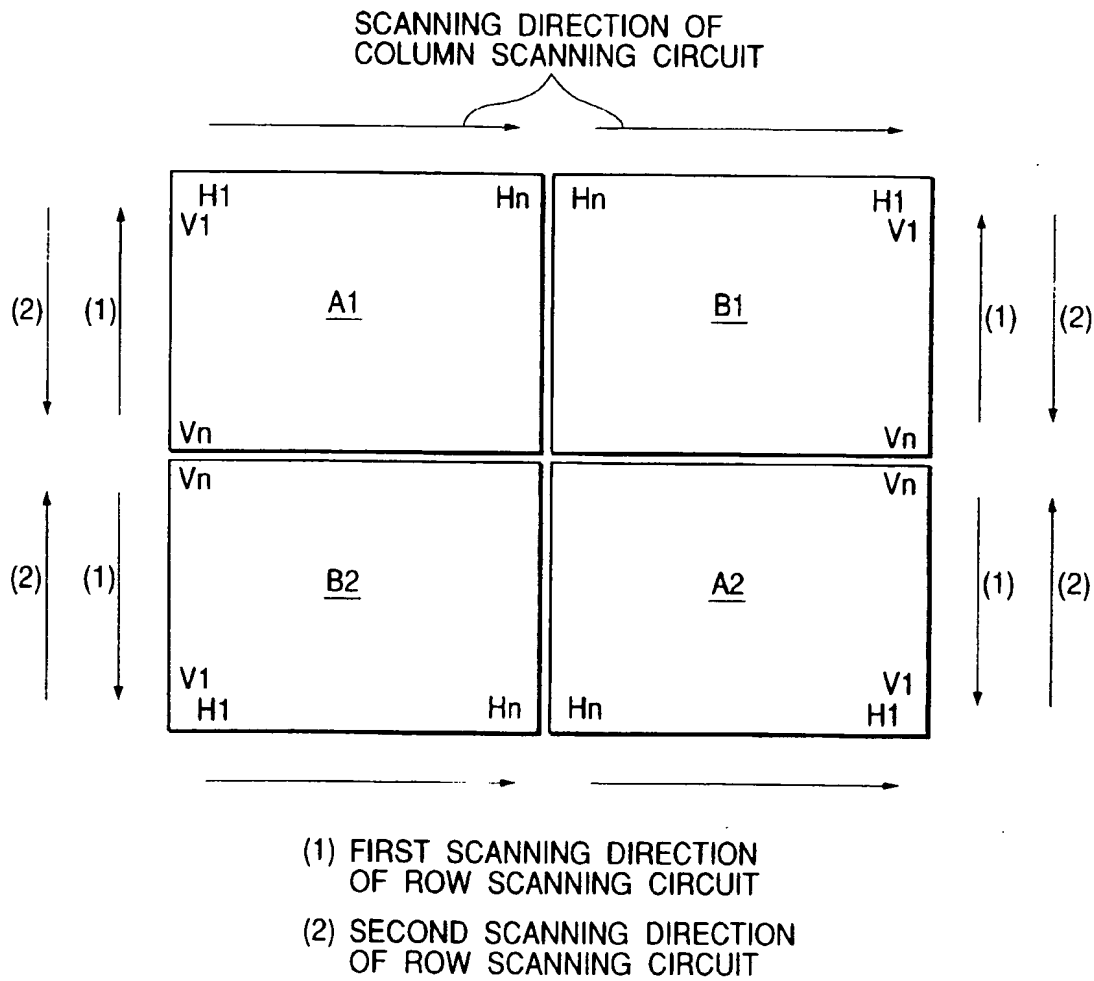 SCANNING DIRECTION OF
COLUMN SCANNING CIRCUIT
H1 Hn Hn H1
V1 V1
(2) (1) A1 B1 (1) (2)
Vn Vn
Vn Vn
(2) (1) B2 A2 (1) (2)
V1 V1
H1 Hn Hn H1
(1) FIRST SCANNING DIRECTION
OF ROW SCANNING CIRCUIT
(2) SECOND SCANNING DIRECTION
OF ROW SCANNING CIRCUIT